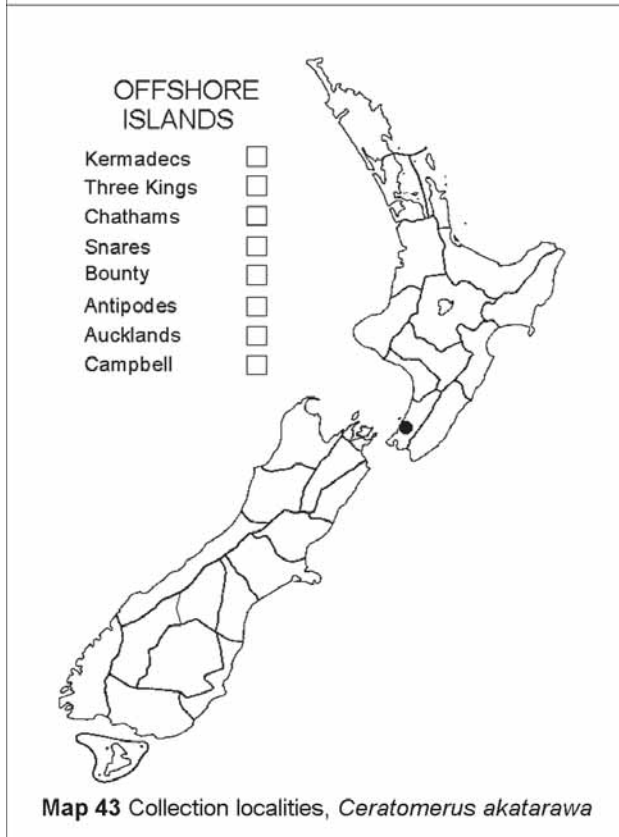 OFFSHORE
ISLANDS
Kermadecs
Three Kings
Chathams
Snares
Bounty
Antipodes
Aucklands
Campbell
Map 43 Collection localities, Ceratomerus akatarawa